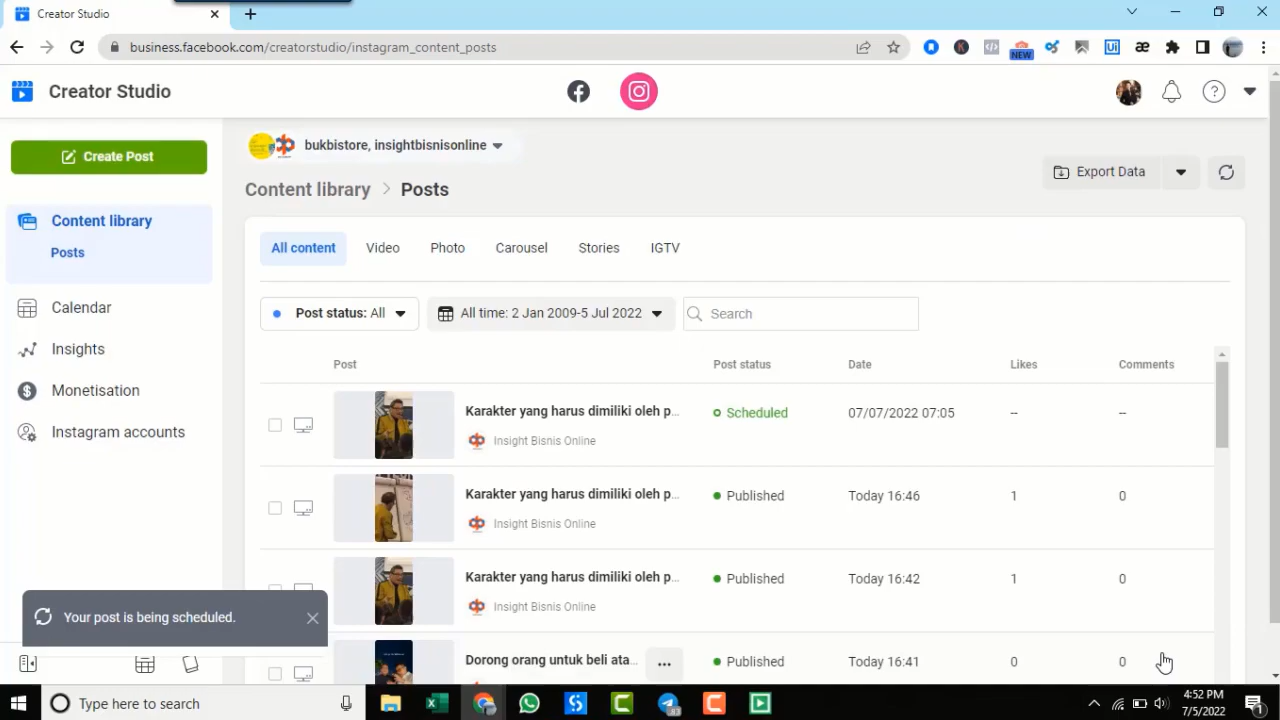 Creator Studio
business.facebook.com/creatorstudio/instagram_content_posts
NEW
Ui
æ
Creator Studio
Create Post
bukbistore, insightbisnisonline
Export Data
Content library > Posts
Content library
Posts
Calendar
Insights
Monetisation
Instagram accounts
All content
Video
Photo
Carousel
Stories
IGTV
Post status: All
All time: 2 Jan 2009-5 Jul 2022
Search
Post
Post status
Date
Likes
Comments
Karakter yang harus dimiliki oleh p...
Insight Bisnis Online
Scheduled
07/07/2022 07:05
--
--
Karakter yang harus dimiliki oleh p...
Insight Bisnis Online
Published
Today 16:46
1
0
Karakter yang harus dimiliki oleh p...
Insight Bisnis Online
Published
Today 16:42
1
0
Dorong orang untuk beli ata...
Published
Today 16:41
0
0
Your post is being scheduled.
Type here to search
4:52 PM
7/5/2022